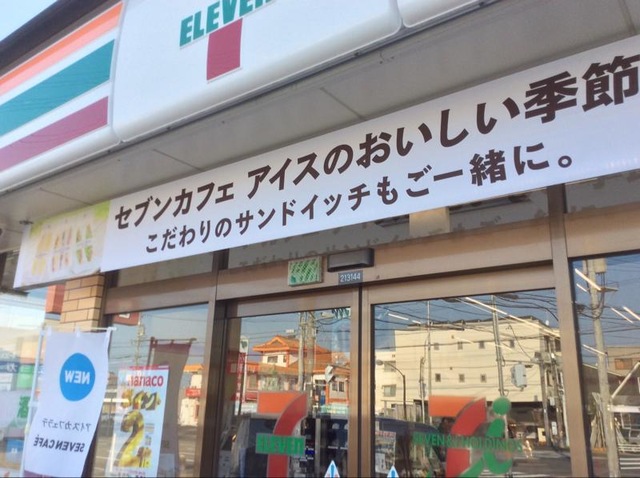 ELEVEN
セブンカフェ アイスのおいしい季節
こだわりのサンドイッチもご一緒に。
213144
NEW
アイスカフェラテ
SEVEN CAFÉ
nanaco
ELEVEN
SEVEN&i HOLDINGS